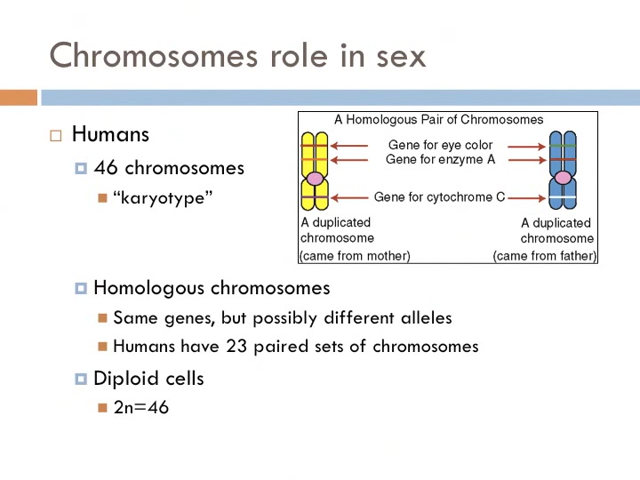 Chromosomes role in sex
Humans
46 chromosomes
“karyotype”
A Homologous Pair of Chromosomes
Gene for eye color
Gene for enzyme A
Gene for cytochrome C
A duplicated
chromosome
(came from mother)
A duplicated
chromosome
(came from father)
Homologous chromosomes
Same genes, but possibly different alleles
Humans have 23 paired sets of chromosomes
Diploid cells
2n=46